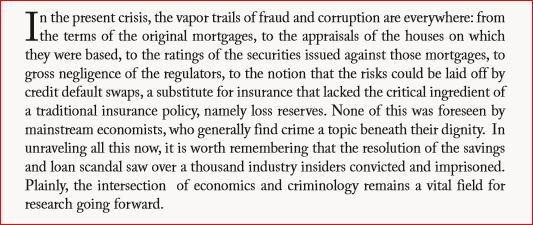 In the present crisis, the vapor trails of fraud and corruption are everywhere: from
the terms of the original mortgages, to the appraisals of the houses on which
they were based, to the ratings of the securities issued against those mortgages, to
gross negligence of the regulators, to the notion that the risks could be laid off by
credit default swaps, a substitute for insurance that lacked the critical ingredient of
a traditional insurance policy, namely loss reserves. None of this was foreseen by
mainstream economists, who generally find crime a topic beneath their dignity. In
unraveling all this now, it is worth remembering that the resolution of the savings
and loan scandal saw over a thousand industry insiders convicted and imprisoned.
Plainly, the intersection of economics and criminology remains a vital field for
research going forward.